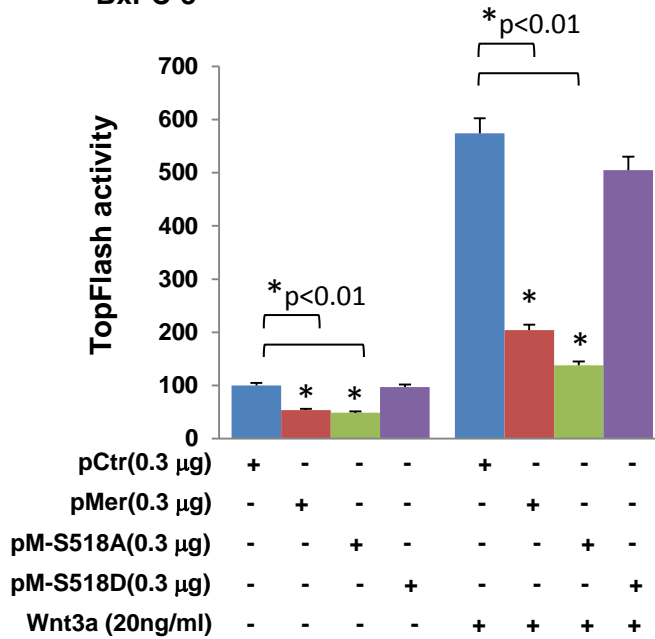 *p<0.01
700
600
500
400
300
200
100
0
TopFlash activity
*p<0.01
* *
*
*
pCtr(0.3 μg) + - - - + - - -
pMer(0.3 μg) - + - - - + - -
pM-S518A(0.3 μg) - - + - - - + -
pM-S518D(0.3 μg) - - - + - - - +
Wnt3a (20ng/ml) - - - - + + + +